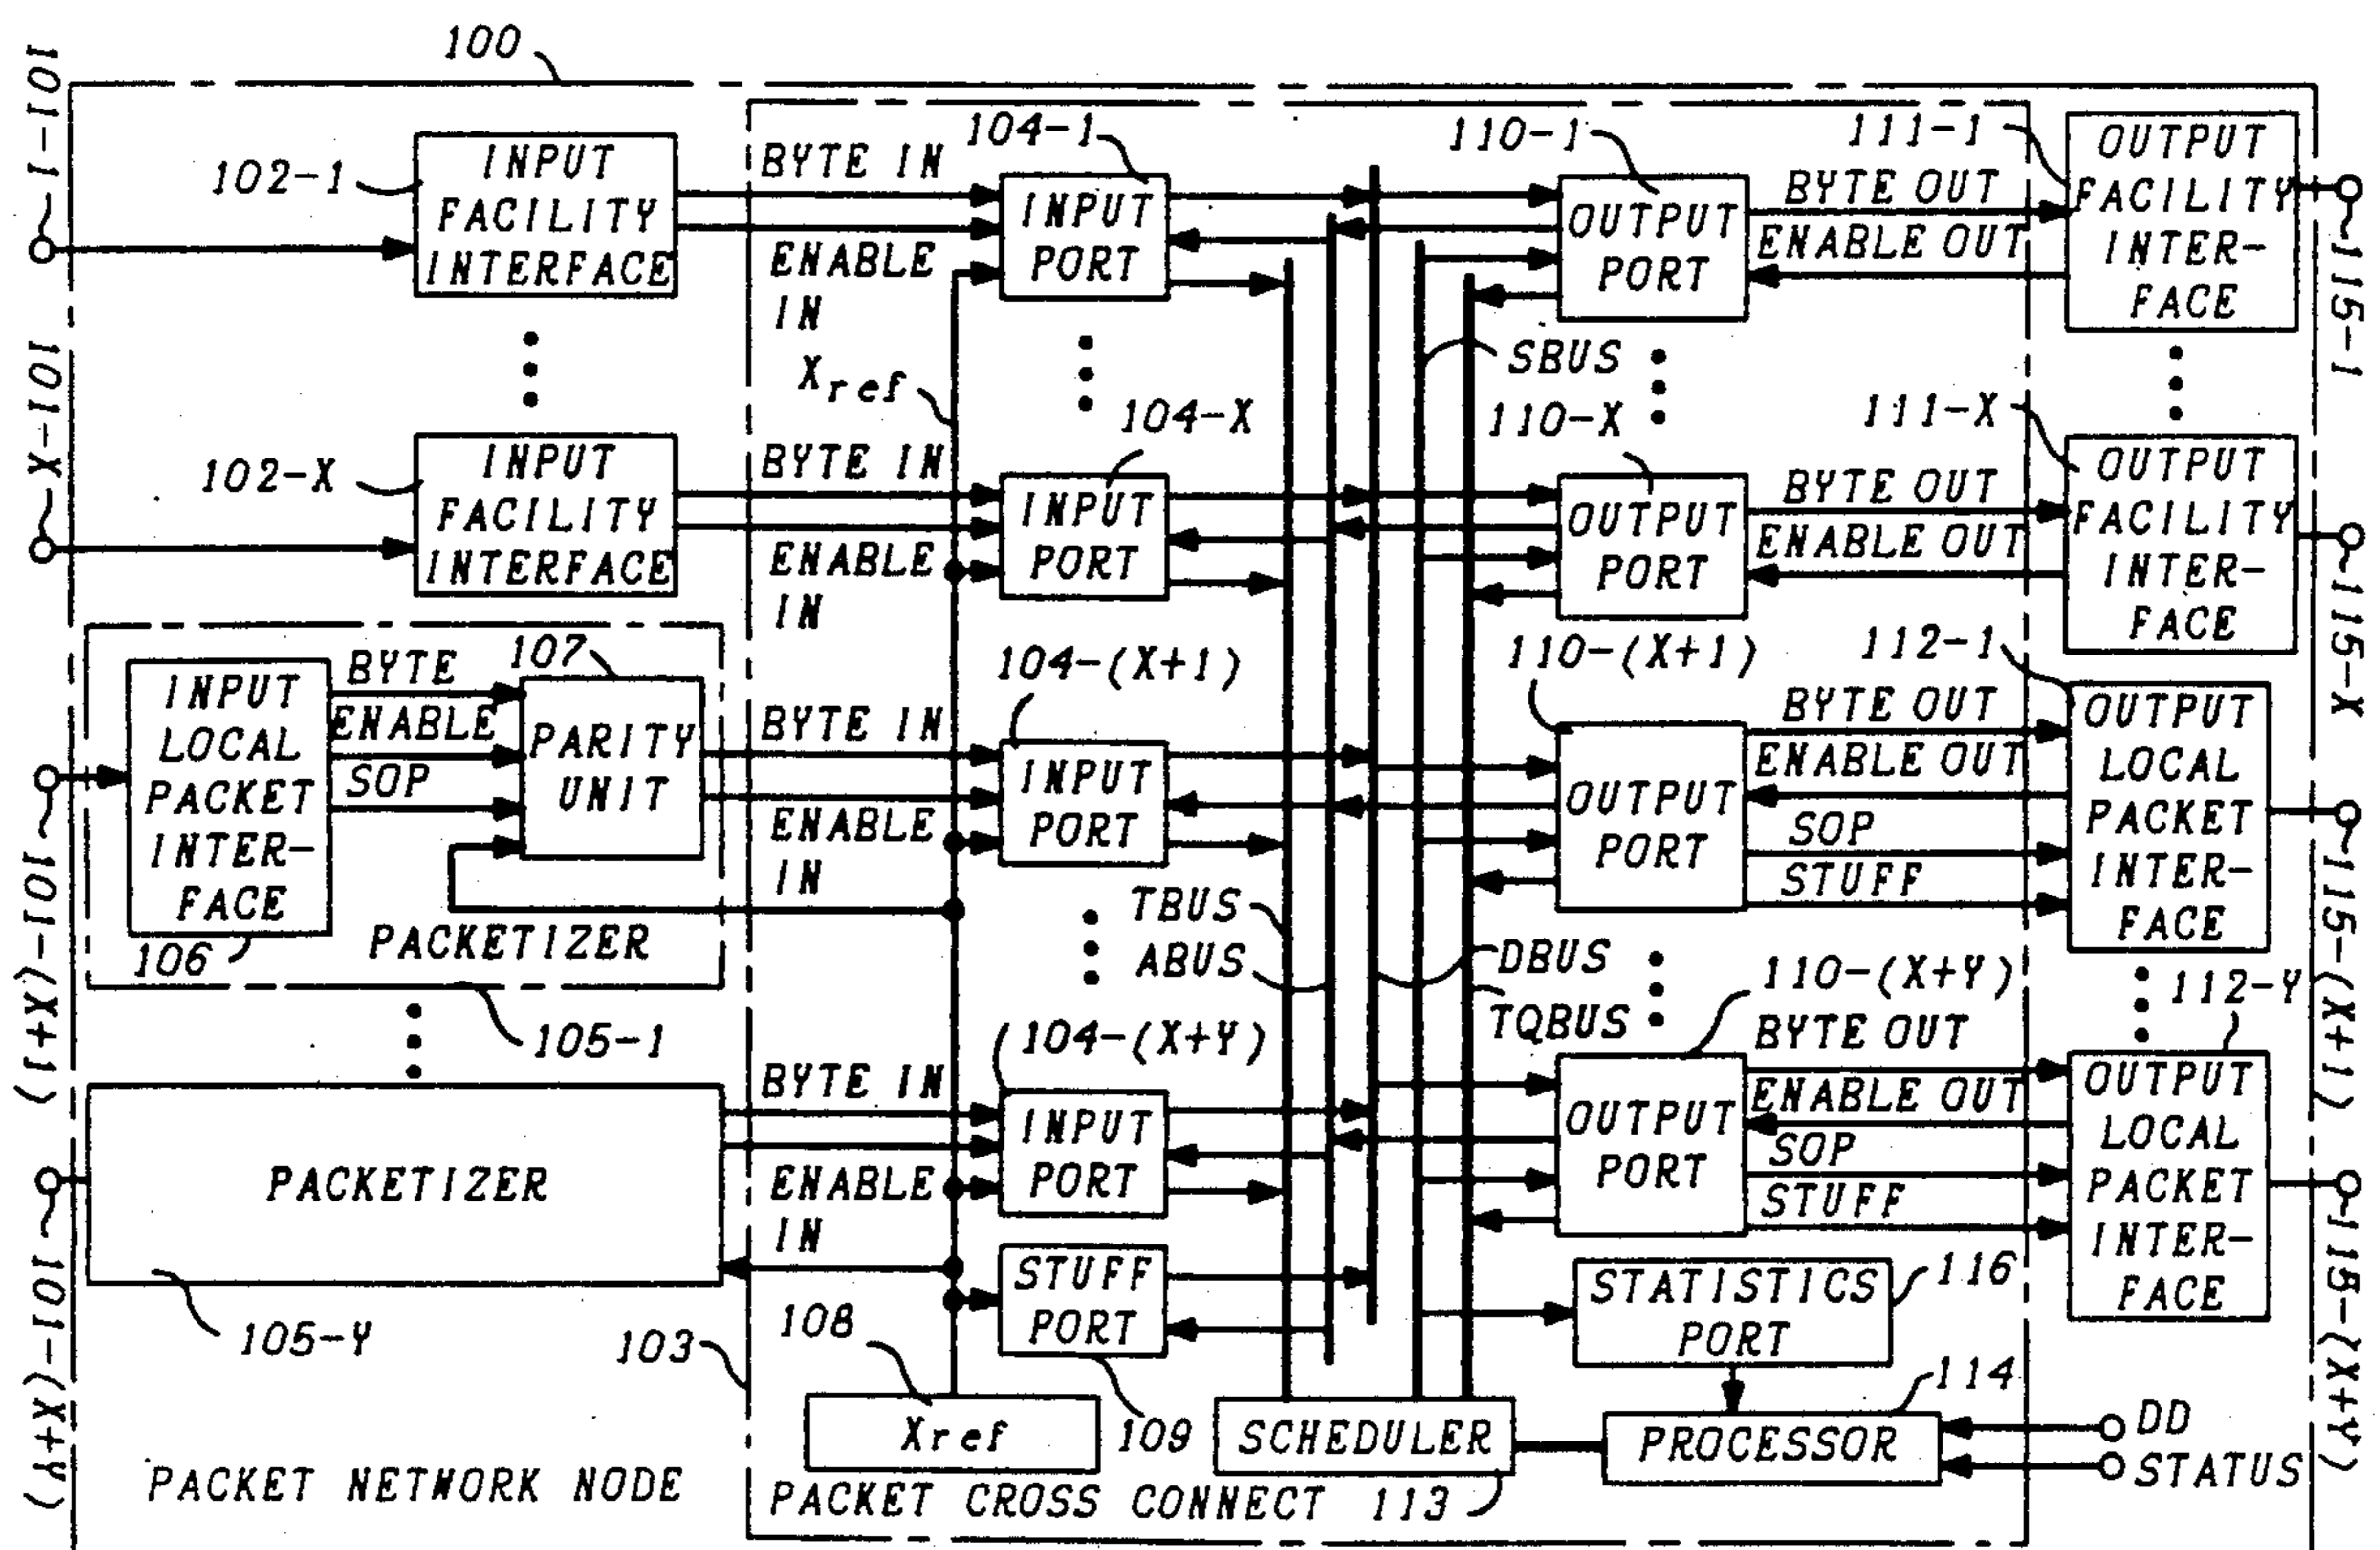 100
101-1
102-1
INPUT
FACILITY
INTERFACE
BYTE IN
ENABLE
IN
104-1
INPUT
PORT
110-1
OUTPUT
PORT
BYTE OUT
ENABLE OUT
111-1
OUTPUT
FACILITY
INTER-
FACE
115-1
Xref
SBUS
101-X
102-X
INPUT
FACILITY
INTERFACE
BYTE IN
ENABLE
IN
104-X
INPUT
PORT
110-X
OUTPUT
PORT
BYTE OUT
ENABLE OUT
111-X
OUTPUT
FACILITY
INTER-
FACE
115-X
101-(X+1)
INPUT
LOCAL
PACKET
INTER-
FACE
106
BYTE
ENABLE
SOP
107
PARITY
UNIT
PACKETIZER
105-1
BYTE IN
ENABLE
IN
104-(X+1)
INPUT
PORT
TBUS
ABUS
DBUS
TQBUS
110-(X+1)
OUTPUT
PORT
BYTE OUT
ENABLE OUT
SOP
STUFF
112-1
OUTPUT
LOCAL
PACKET
INTER-
FACE
115-(X+1)
101-(X+Y)
PACKETIZER
105-Y
BYTE IN
ENABLE
IN
104-(X+Y)
INPUT
PORT
110-(X+Y)
OUTPUT
PORT
BYTE OUT
ENABLE OUT
SOP
STUFF
112-Y
OUTPUT
LOCAL
PACKET
INTER-
FACE
115-(X+Y)
STUFF
PORT
109
STATISTICS
PORT
116
103
108
Xref
SCHEDULER
113
PROCESSOR
114
DD
STATUS
PACKET NETWORK NODE
PACKET CROSS CONNECT